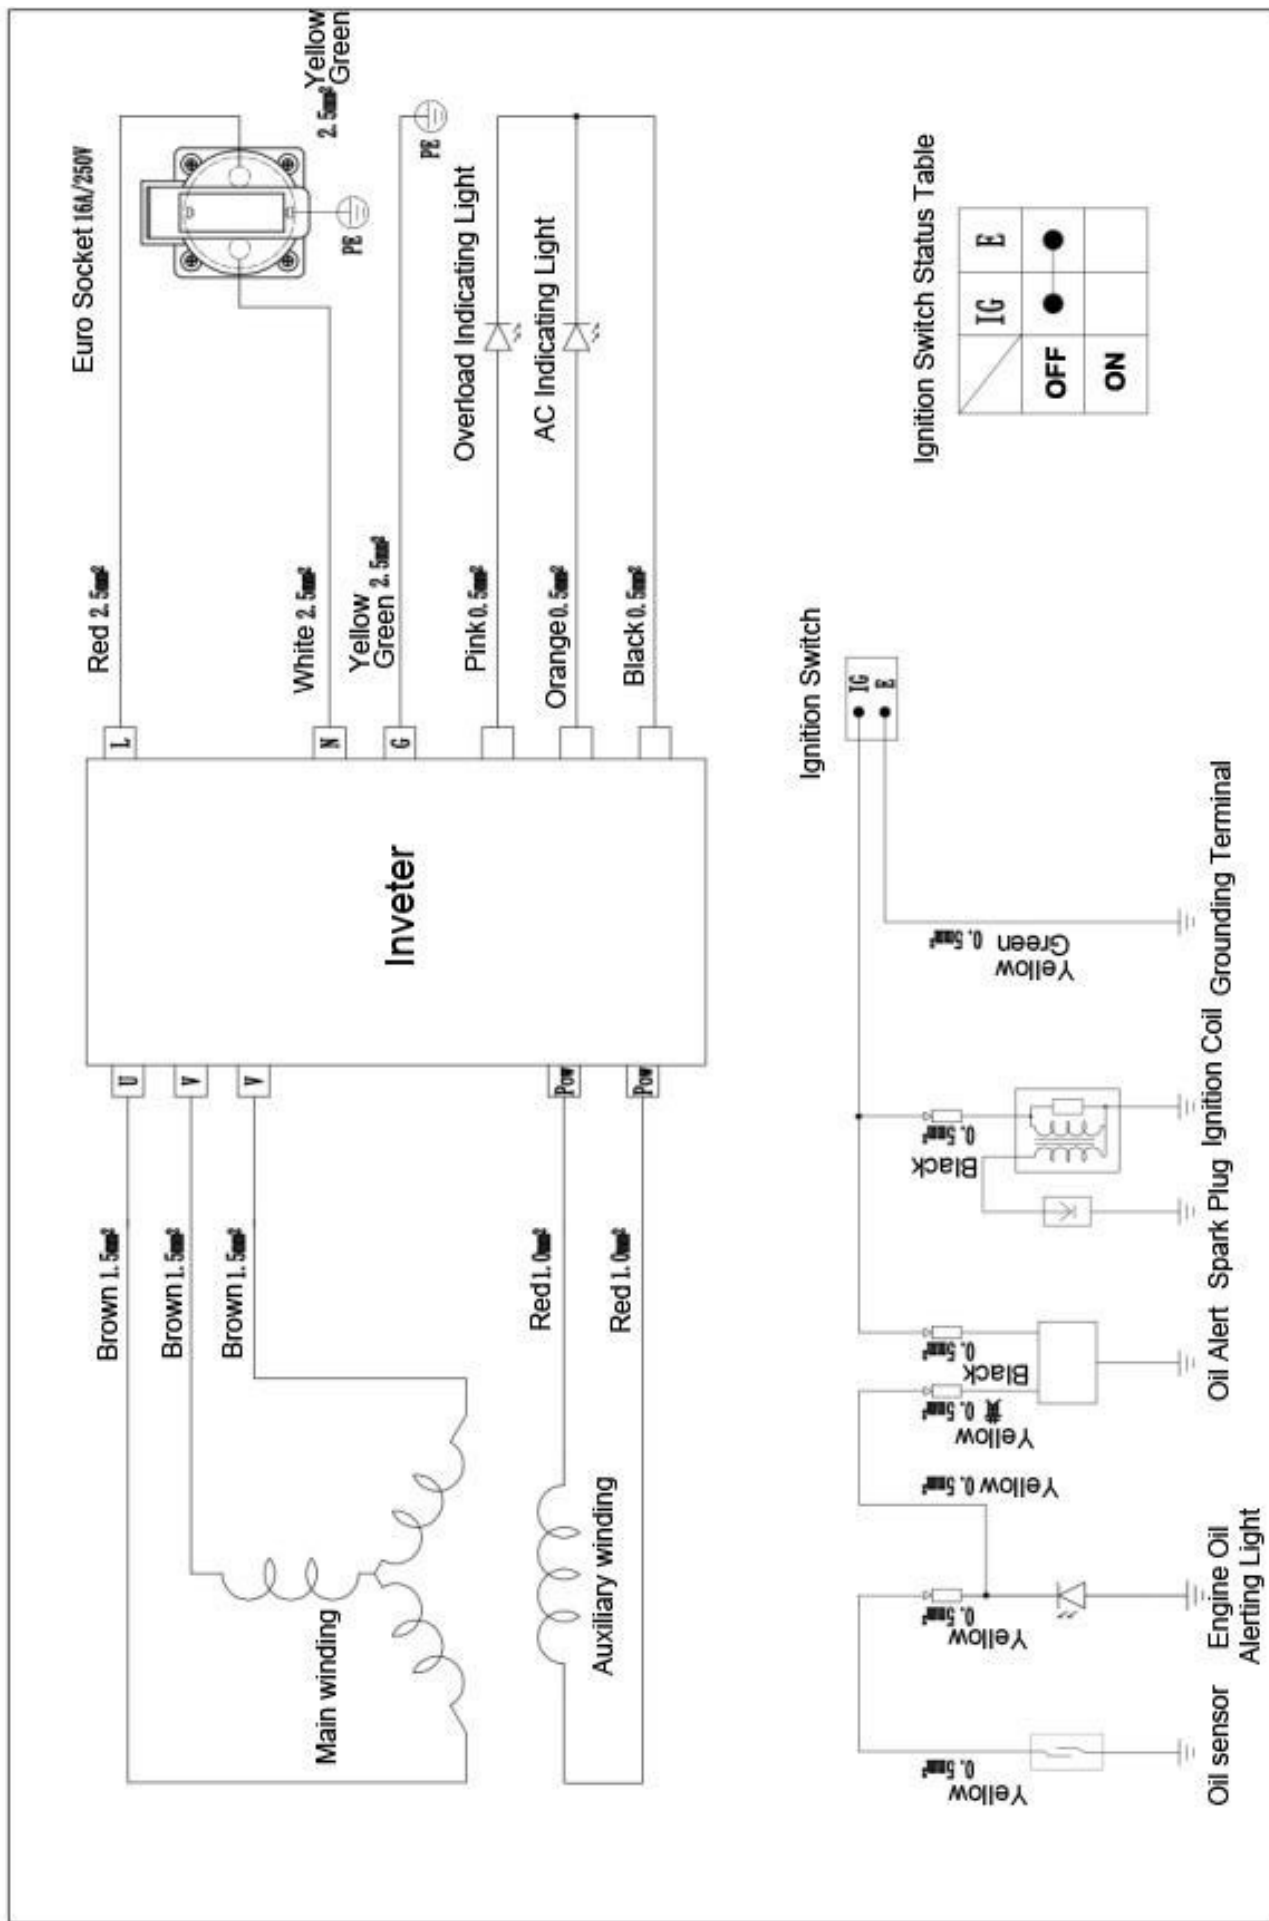 Euro Socket 16A/250V
Yellow
Green
2.5mm²
PE
PE
Red 2.5mm²
White 2.5mm²
Yellow
Green 2.5mm²
Overload Indicating Light
Pink 0.5mm²
AC Indicating Light
Orange 0.5mm²
Black 0.5mm²
L
N
G
Inveter
U
V
V
Pow
Pow
Brown 1.5mm²
Brown 1.5mm²
Brown 1.5mm²
Red 1.0mm²
Red 1.0mm²
Main winding
Auxiliary winding
Ignition Switch Status Table
IG E
OFF
ON
Ignition Switch
IG
E
Yellow
Green 0.5mm²
Black
0.5mm²
Black
0.5mm²
Yellow
黄 0.5mm²
Yellow 0.5mm²
Yellow
0.5mm²
Yellow
0.5mm²
Oil sensor
Engine Oil
Alerting Light
Oil Alert
Spark Plug
Ignition Coil
Grounding Terminal